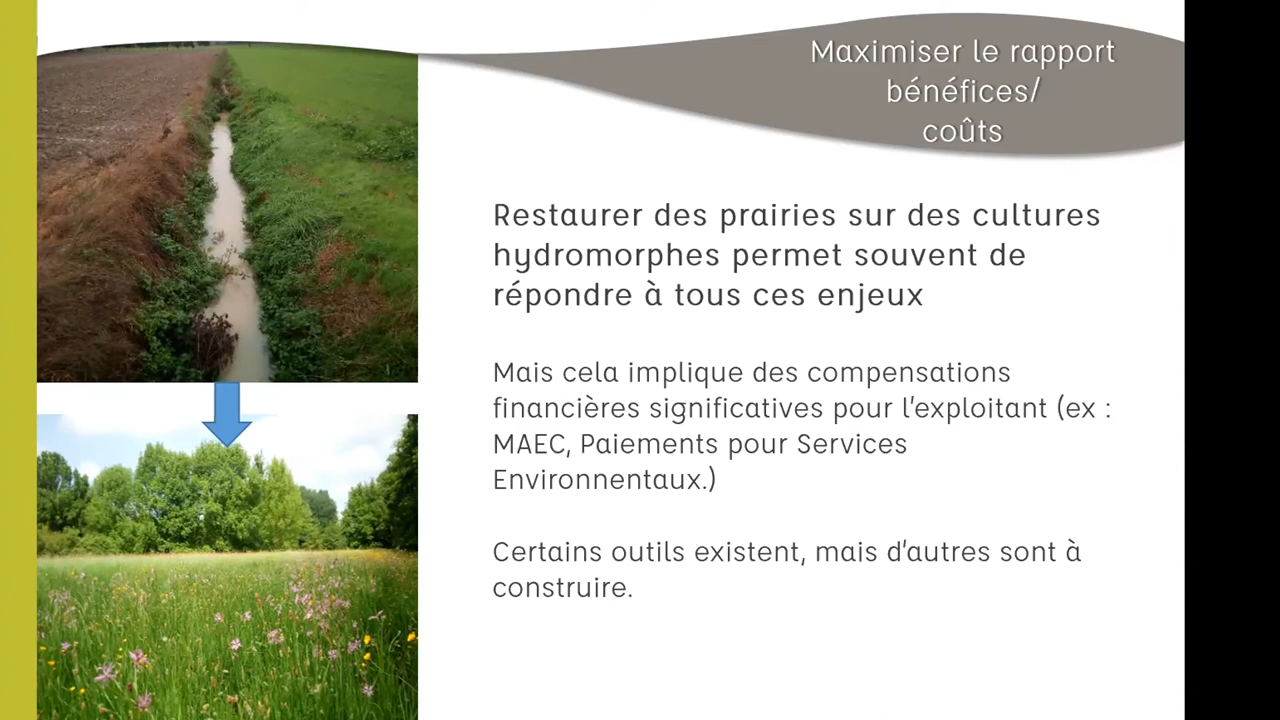 Maximiser le rapport
bénéfices/
coûts
Restaurer des prairies sur des cultures
hydromorphes permet souvent de
répondre à tous ces enjeux
Mais cela implique des compensations
financières significatives pour l'exploitant (ex :
MAEC, Paiements pour Services
Environnentaux.)
Certains outils existent, mais d'autres sont à
construire.